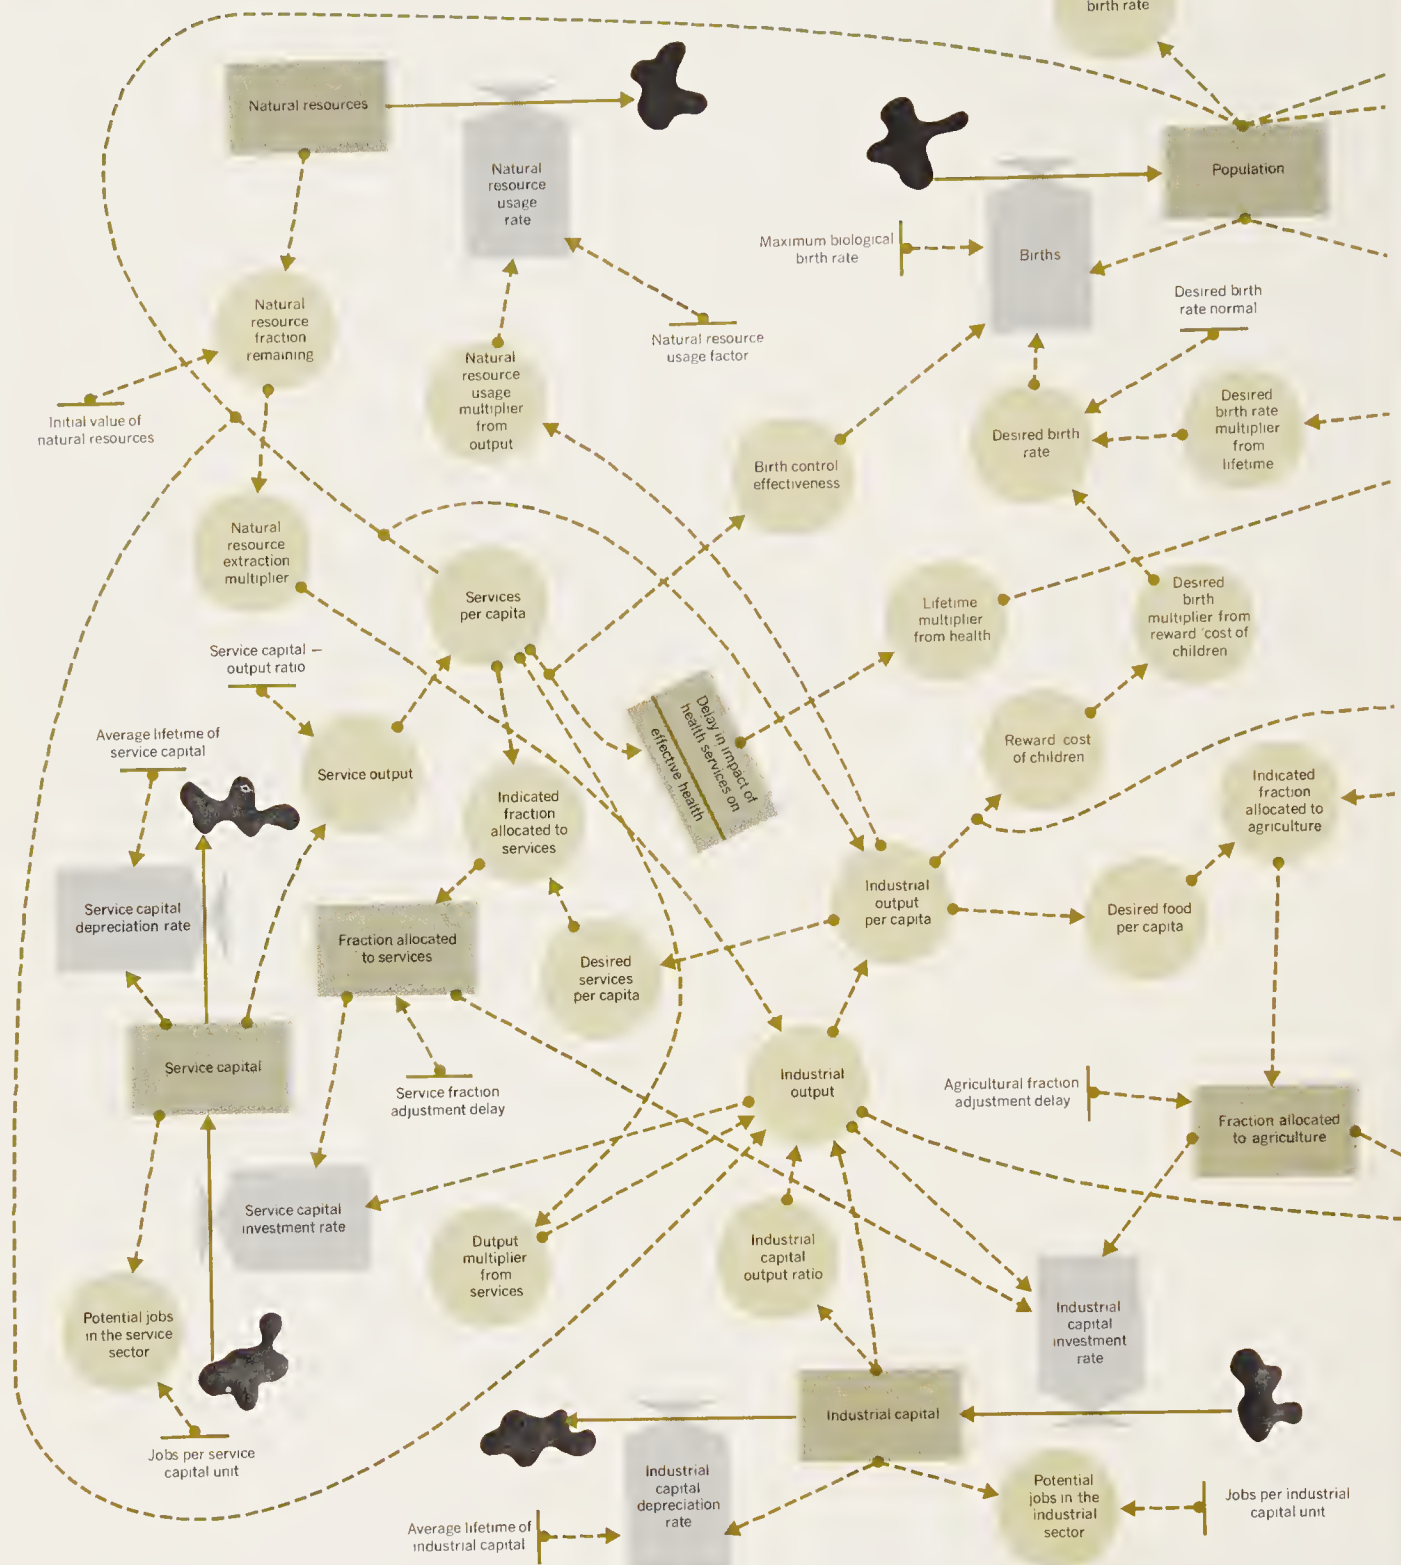 birth rate
Natural resources
Natural
resource
usage
rate
Population
Maximum biological
birth rate
Births
Desired birth
rate normal
Natural
resource
fraction
remaining
Natural resource
usage factor
Initial value of
natural resources
Natural
resource
usage
multiplier
from
output
Birth control
effectiveness
Desired birth
rate
Desired
birth rate
multiplier
from
lifetime
Natural
resource
extraction
multiplier
Services
per capita
Lifetime
multiplier
from health
Desired
birth
multiplier from
reward cost of
children
Service capital –
output ratio
Delay in impact of
health services on
effective health
Average lifetime of
service capital
Service output
Reward cost
of children
Indicated
fraction
allocated to
services
Indicated
fraction
allocated to
agriculture
Service capital
depreciation rate
Fraction allocated
to services
Desired
services
per capita
Industrial
output
per capita
Desired food
per capita
Service capital
Service fraction
adjustment delay
Industrial
output
Agricultural fraction
adjustment delay
Fraction allocated
to agriculture
Service capital
investment rate
Output
multiplier
from
services
Industrial
capital
output ratio
Potential jobs
in the service
sector
Industrial
capital
investment
rate
Industrial capital
Jobs per service
capital unit
Industrial
capital
depreciation
rate
Potential
jobs in the
industrial
sector
Jobs per industrial
capital unit
Average lifetime of
industrial capital